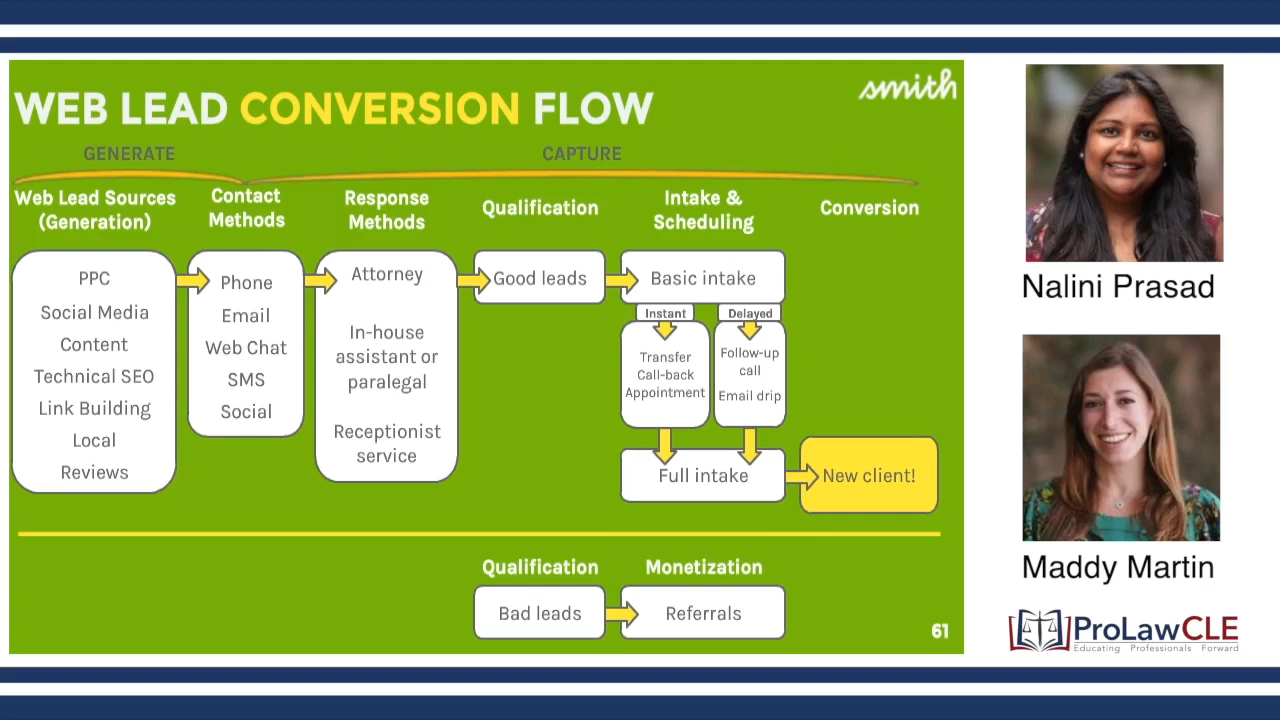 smith
WEB LEAD CONVERSION FLOW
GENERATE
CAPTURE
Web Lead Sources
(Generation)
Contact
Methods
Response
Methods
Qualification
Intake &
Scheduling
Conversion
PPC
Social Media
Content
Technical SEO
Link Building
Local
Reviews
Phone
Email
Web Chat
SMS
Social
Attorney
In-house
assistant or
paralegal
Receptionist
service
Good leads
Basic intake
Instant
Delayed
Transfer
Call-back
Appointment
Follow-up
call
Email drip
Full intake
New client!
Qualification
Monetization
Bad leads
Referrals
61
Nalini Prasad
Maddy Martin
ProLawCLE
Educating Professionals Forward